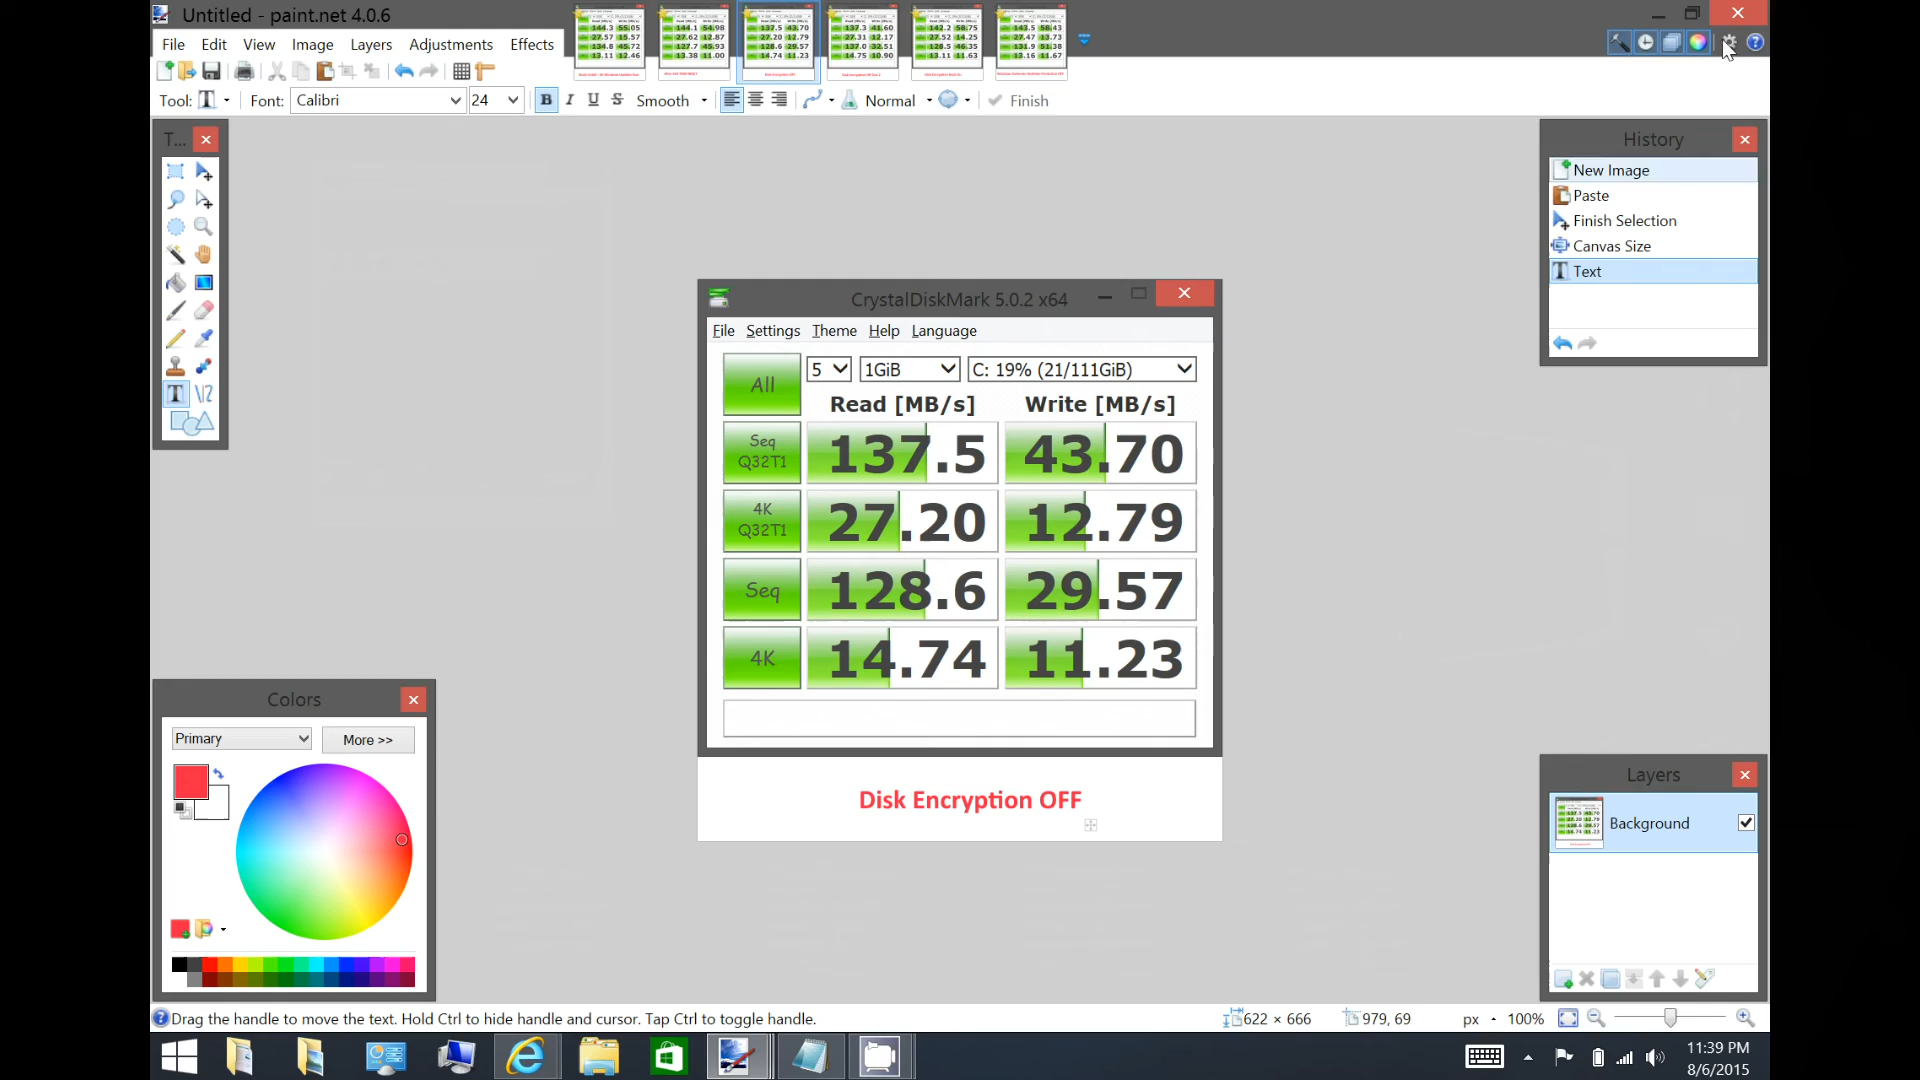 Untitled - paint.net 4.0.6
File Edit View Image Layers Adjustments Effects
Tool: T Font: Calibri 24 B I U S Smooth Normal Finish
T...
History
New Image
Paste
Finish Selection
Canvas Size
Text
CrystalDiskMark 5.0.2 x64
File Settings Theme Help Language
All 5 1GiB C: 19% (21/111GiB)
Read [MB/s] Write [MB/s]
Seq Q32T1 137.5 43.70
4K Q32T1 27.20 12.79
Seq 128.6 29.57
4K 14.74 11.23
Disk Encryption OFF
Colors
Primary More >>
Layers
Background
Drag the handle to move the text. Hold Ctrl to hide handle and cursor. Tap Ctrl to toggle handle. 622 × 666 979, 69 px 100%
11:39 PM
8/6/2015